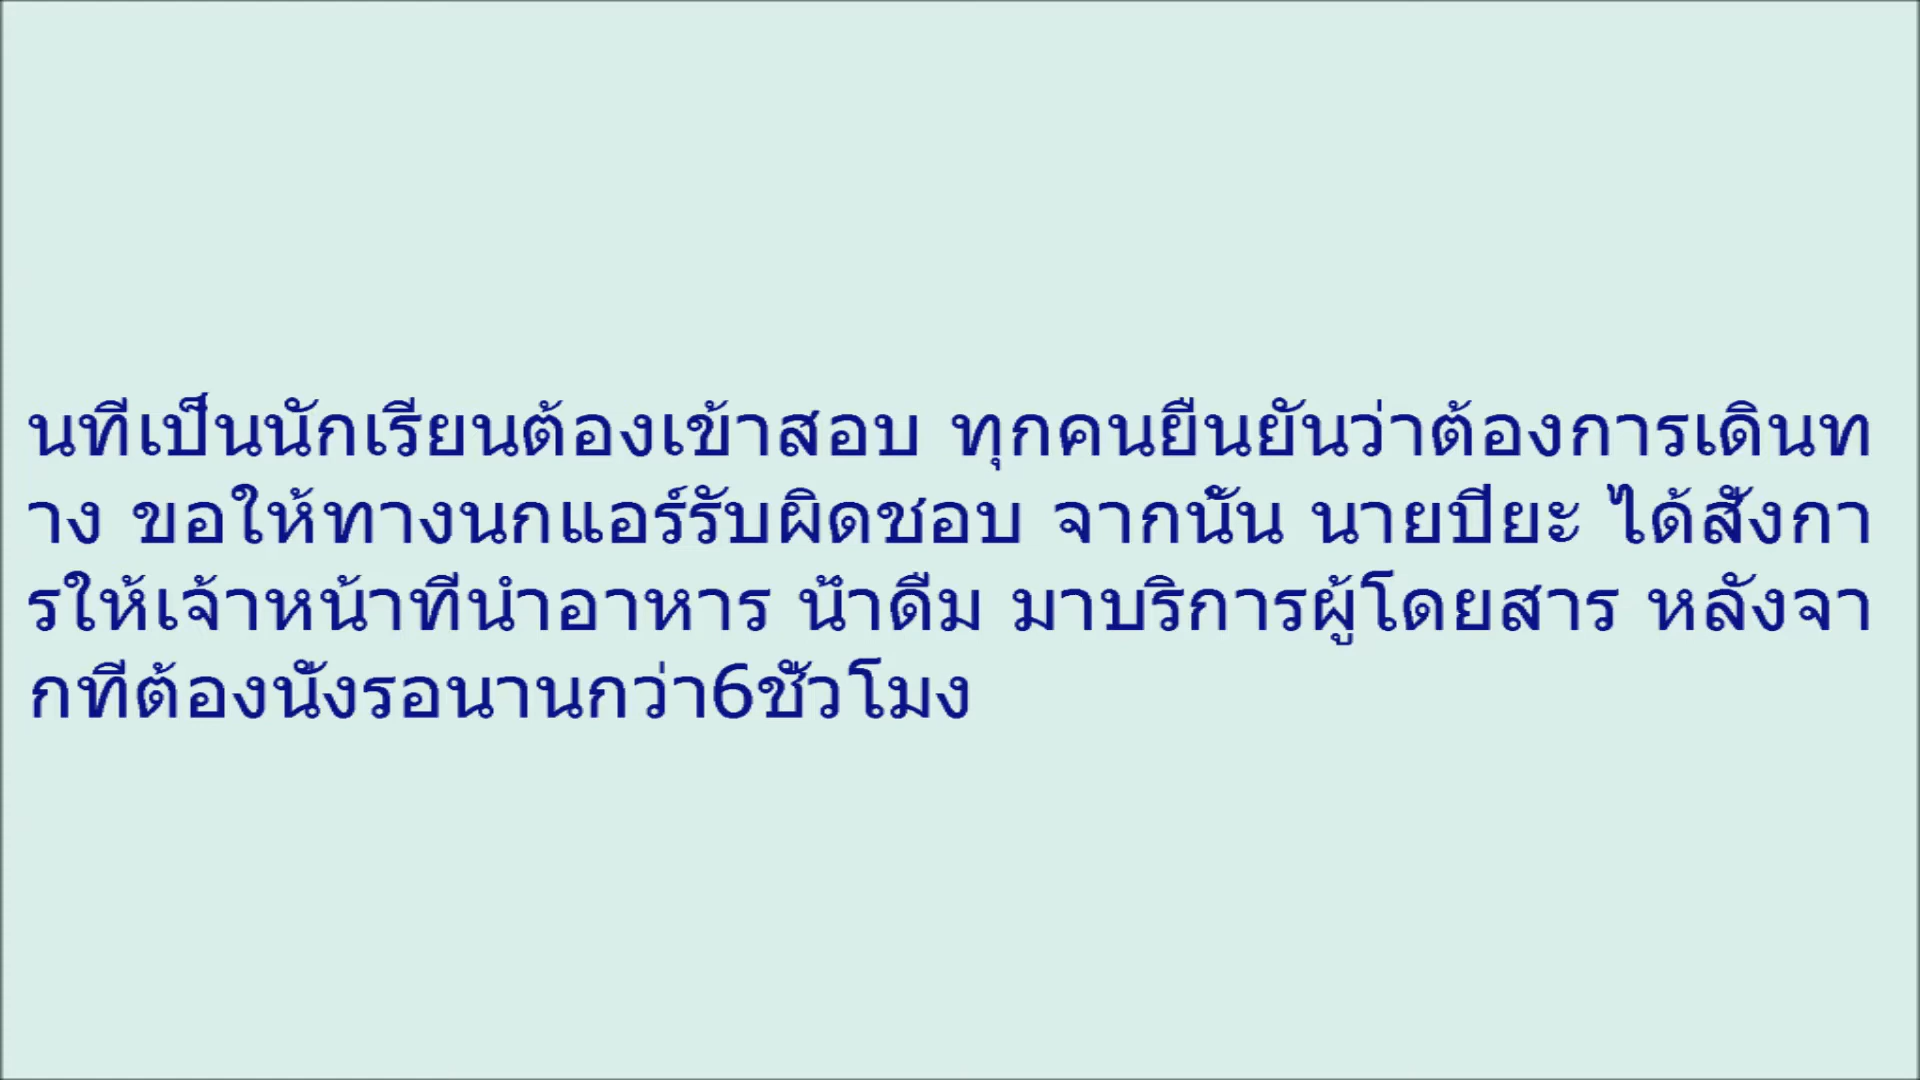 นที่เป็นนักเรียนต้องเข้าสอบ ทุกคนยืนยันว่าต้องการเดินท
าง ขอให้ทางนกแอร์รับผิดชอบ จากนั้น นายปิยะ ได้สั่งกา
รให้เจ้าหน้าที่นำอาหาร น้ำดื่ม มาบริการผู้โดยสาร หลังจา
กที่ต้องนั่งรอนานกว่า6ชั่วโมง